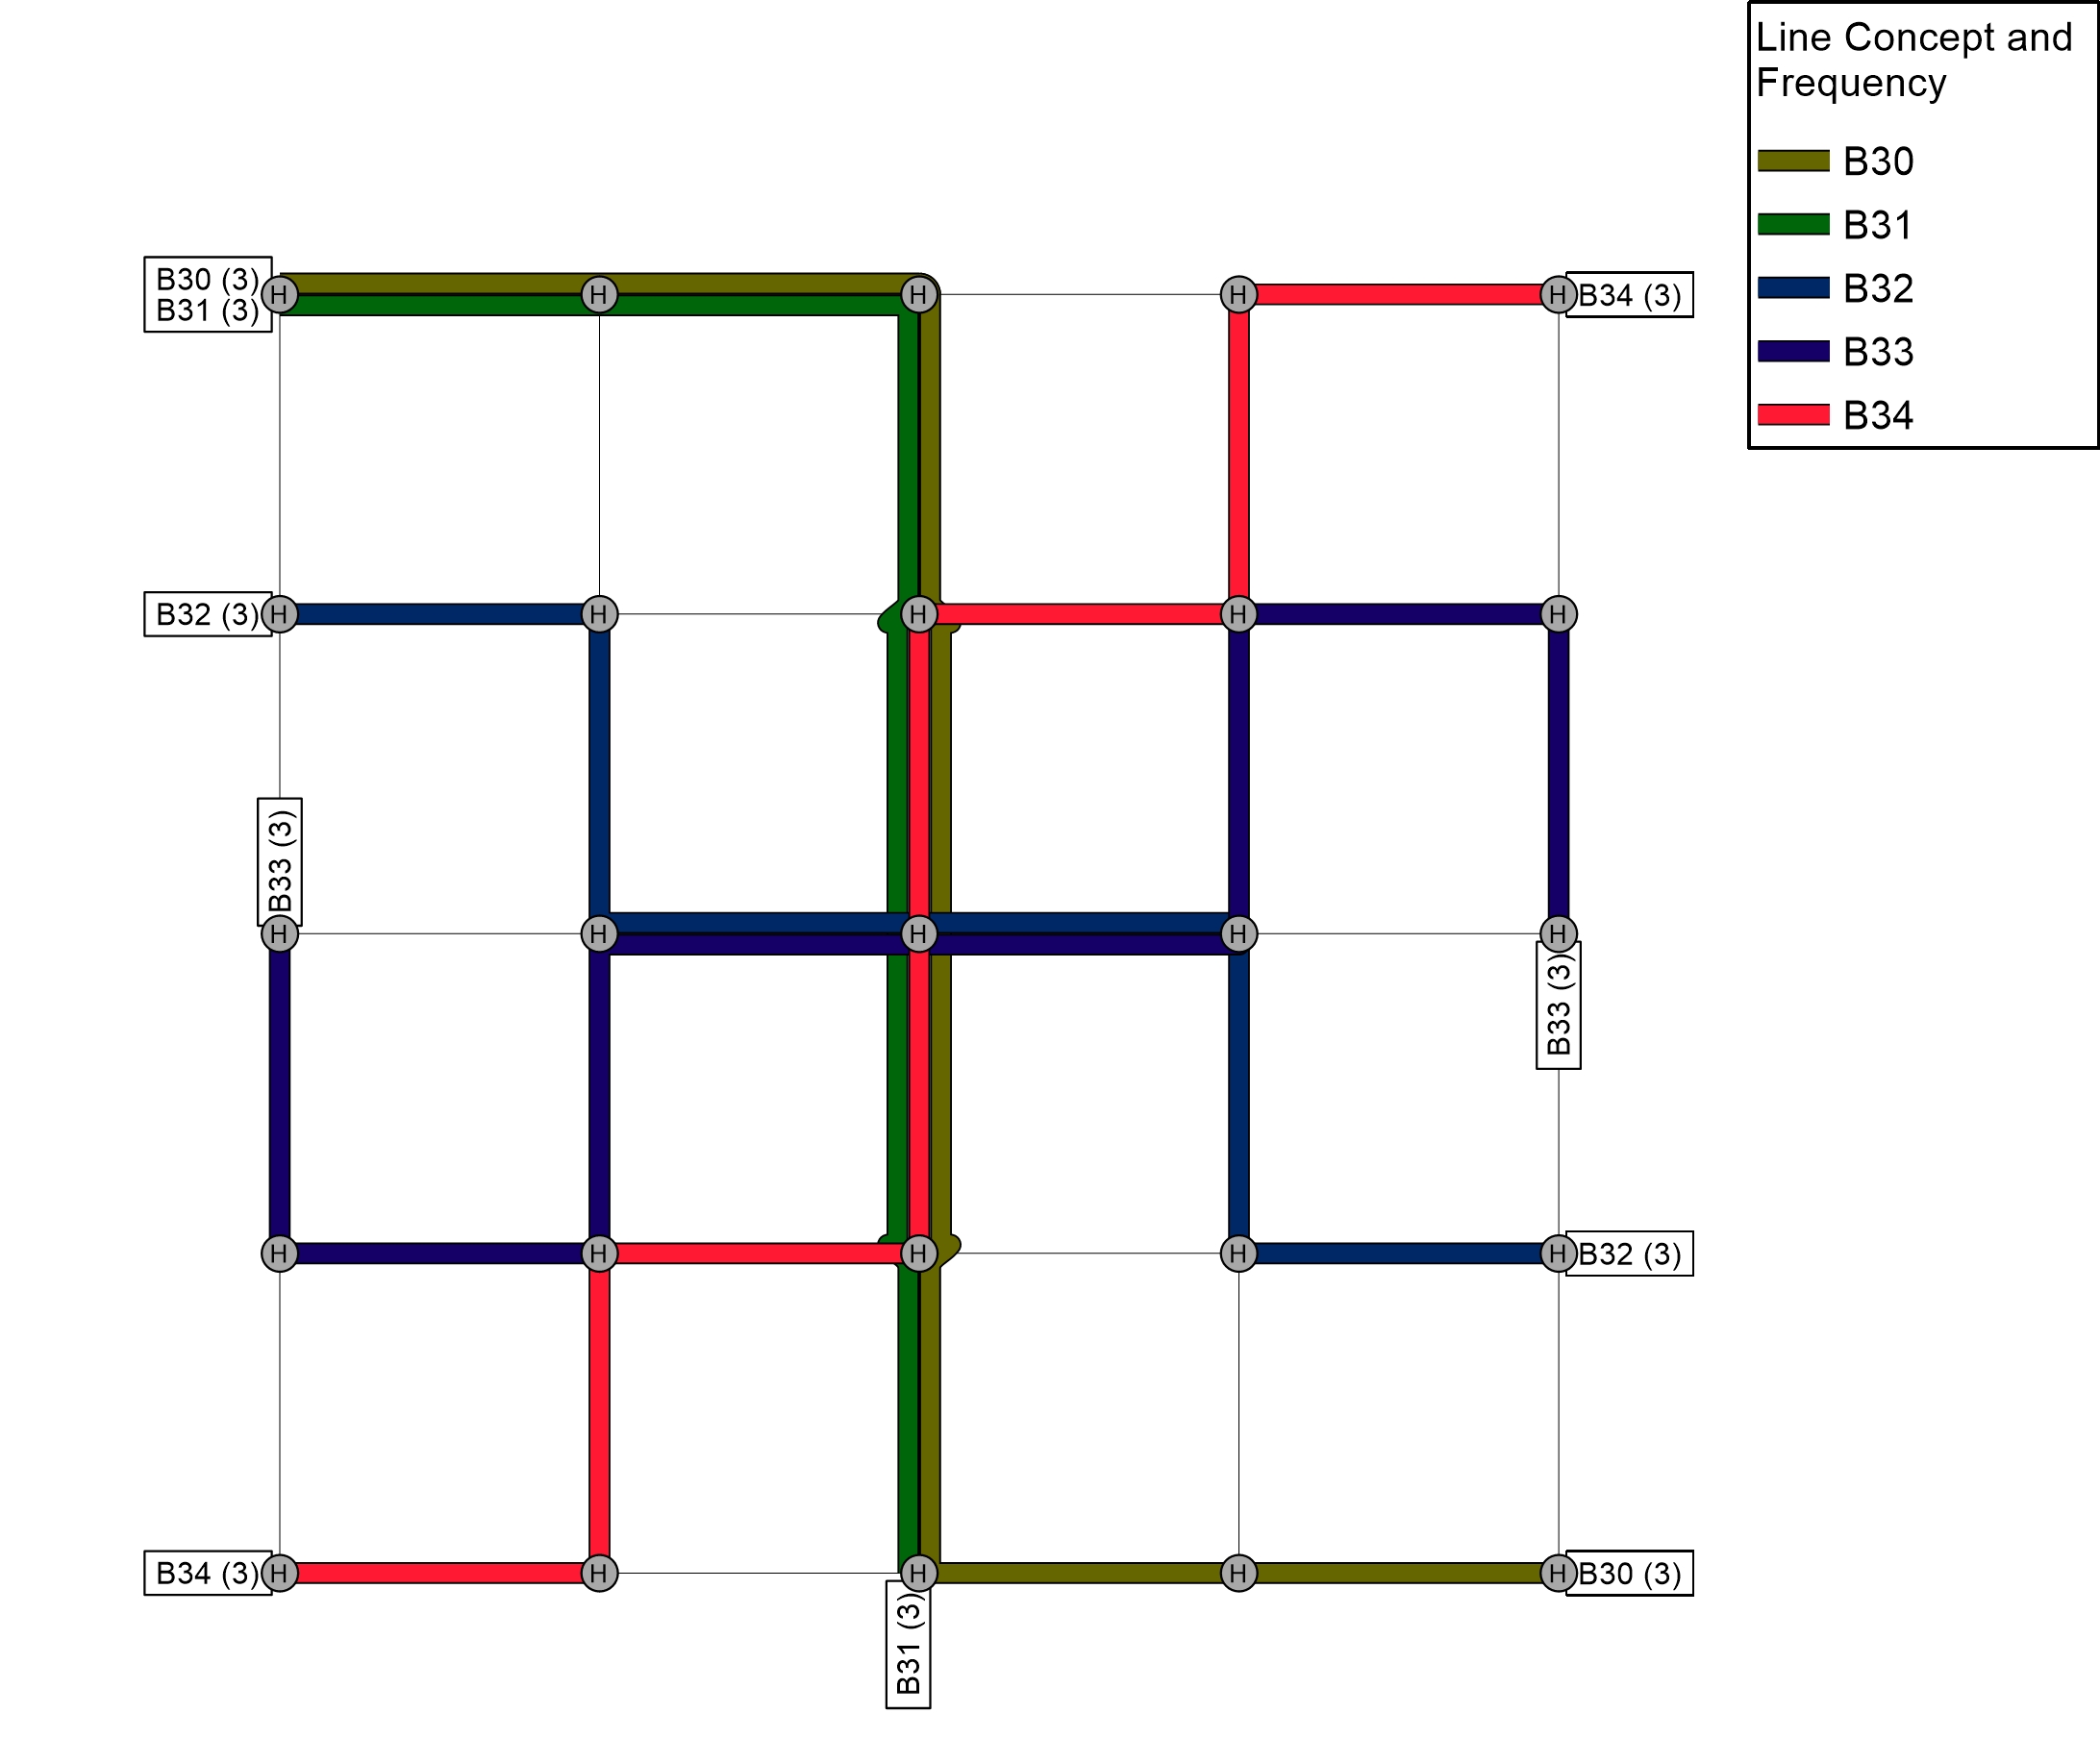 Line Concept and
Frequency
B30
B31
B32
B33
B34
B30 (3)
B31 (3)
H
H
H
H
H
B34 (3)
B32 (3)
H
H
H
H
H
B33 (3)
H
H
H
H
H
B33 (3)
H
H
H
H
H
B32 (3)
B34 (3)
H
H
H
H
H
B30 (3)
B31 (3)